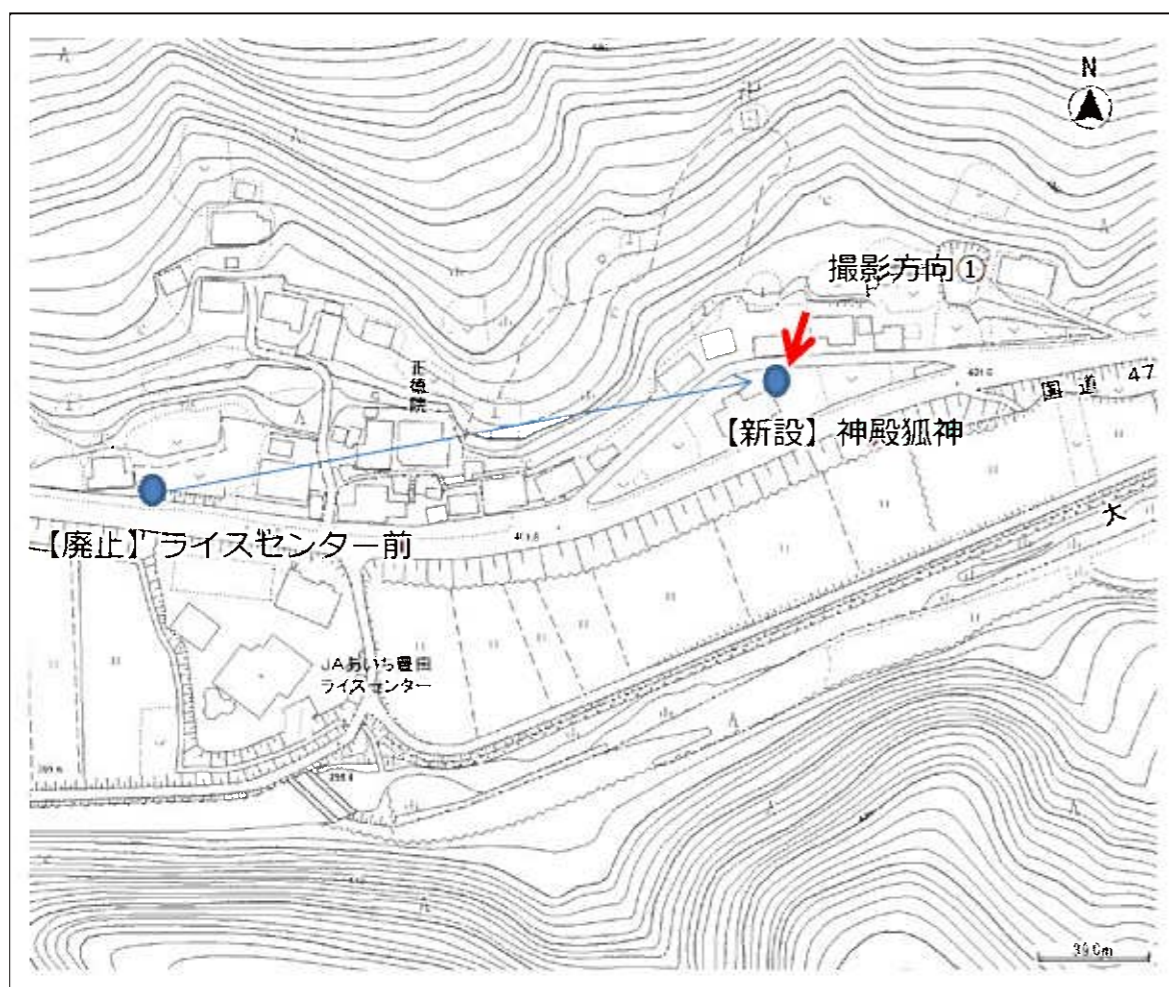 N
撮影方向①
正徳院
国道 47
【新設】神殿狐神
【廃止】ライスセンター前
大
JAあいち豊田
ライスセンター
39.0m